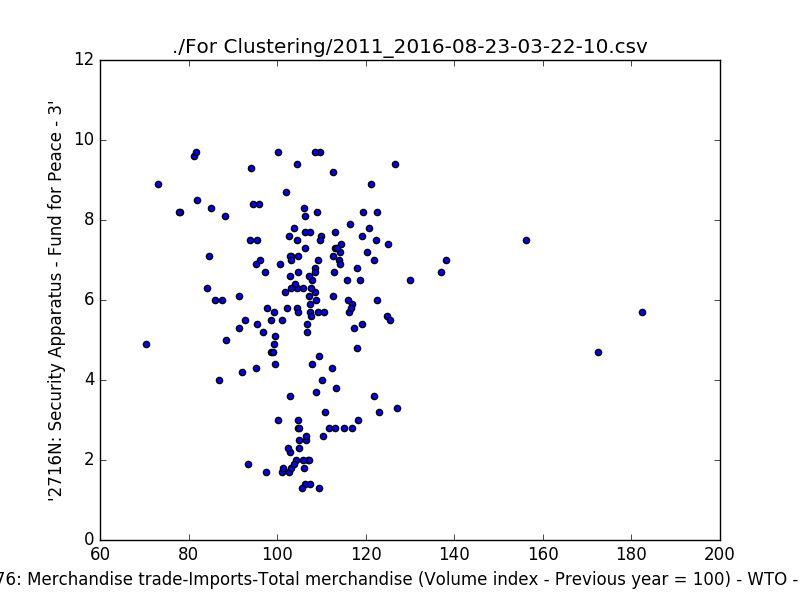 ./For Clustering/2011_2016-08-23-03-22-10.csv
'2716N: Security Apparatus - Fund for Peace - 3'
12
10
8
6
4
2
0
60 80 100 120 140 160 180 200
76: Merchandise trade-Imports-Total merchandise (Volume index - Previous year = 100) - WTO -